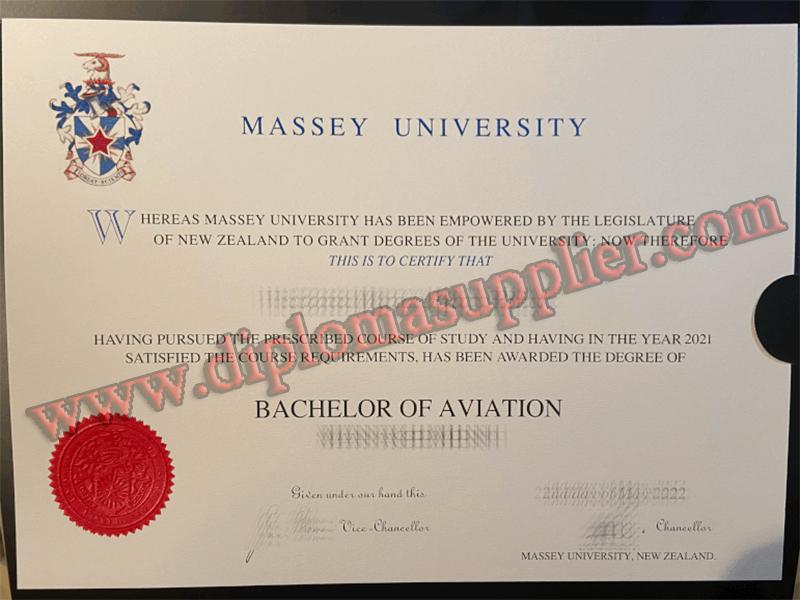 MASSEY UNIVERSITY
WHEREAS MASSEY UNIVERSITY HAS BEEN EMPOWERED BY THE LEGISLATURE
OF NEW ZEALAND TO GRANT DEGREES OF THE UNIVERSITY: NOW THEREFORE
THIS IS TO CERTIFY THAT
www.diplomasupplier.com
HAVING PURSUED THE PRESCRIBED COURSE OF STUDY AND HAVING IN THE YEAR 2021
SATISFIED THE COURSE REQUIREMENTS, HAS BEEN AWARDED THE DEGREE OF
BACHELOR OF AVIATION
Given under our hand this
Vice-Chancellor
Chancellor
MASSEY UNIVERSITY, NEW ZEALAND.